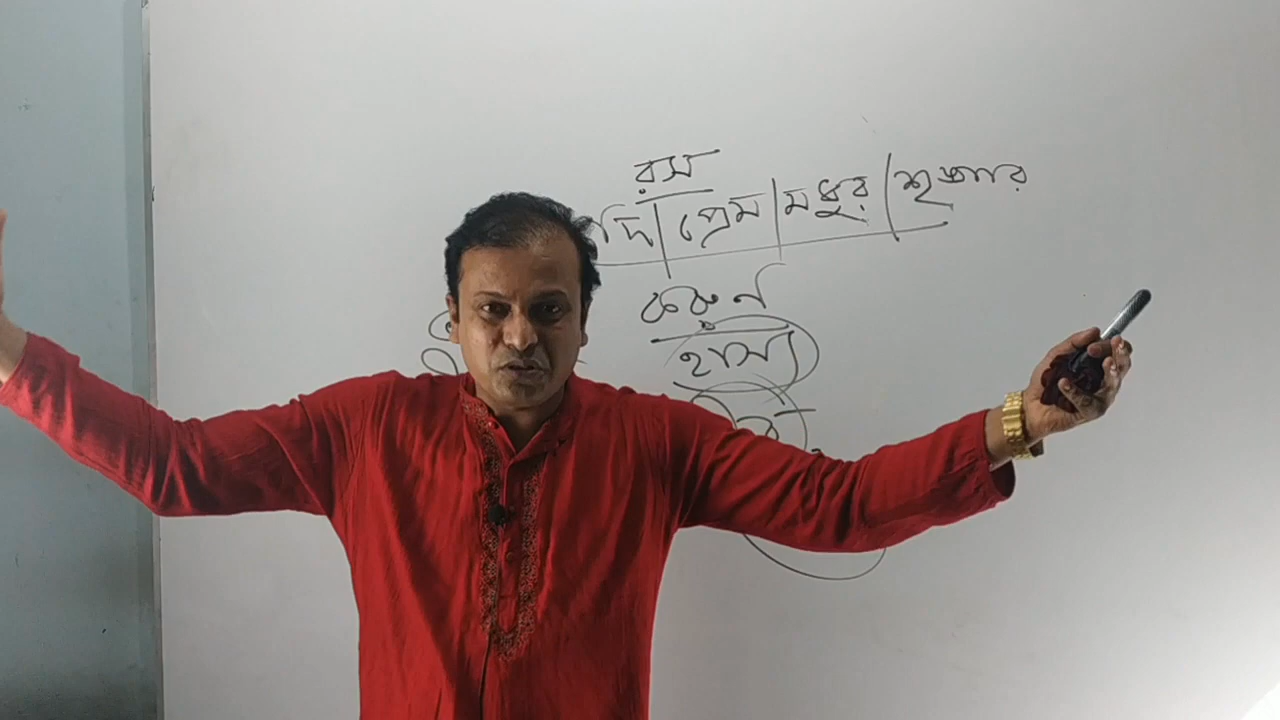 রস
দি | প্রেম | মধুর | শৃঙ্গার
করুণ
হাস্য